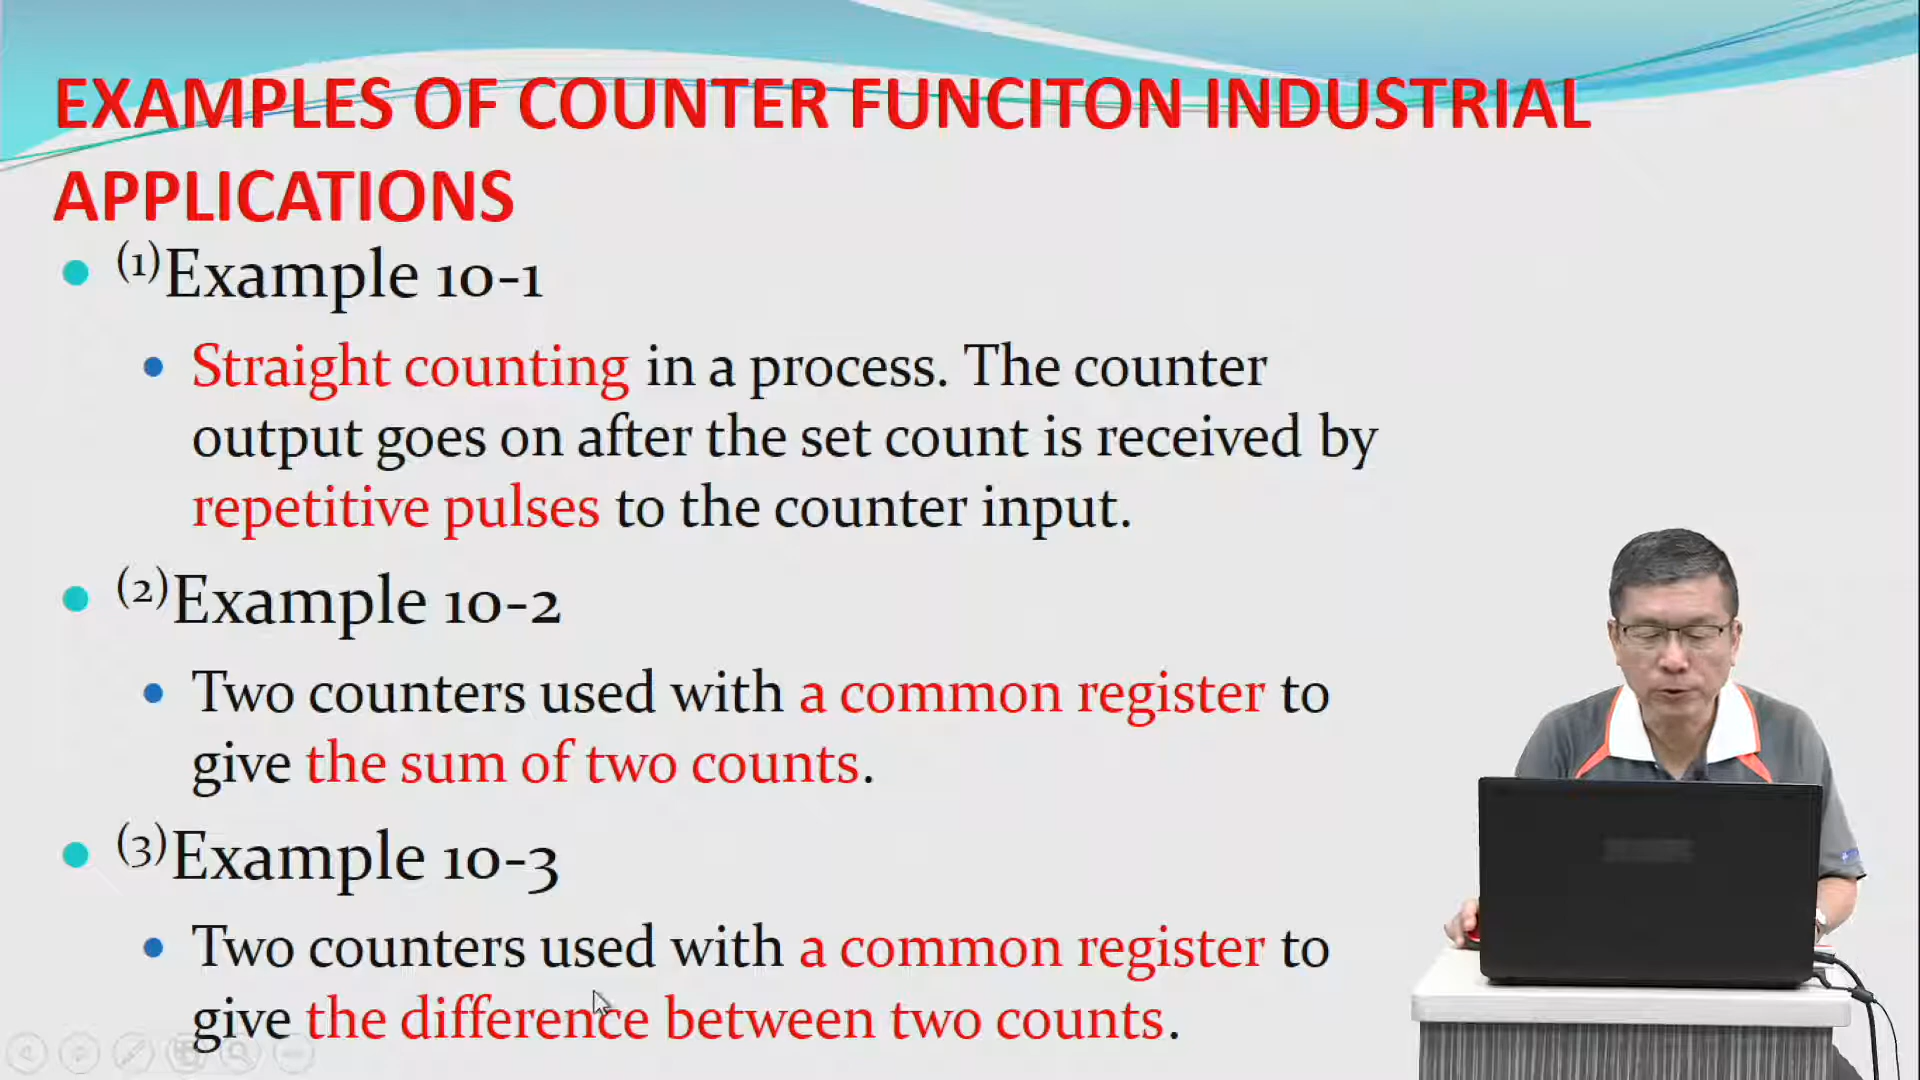 EXAMPLES OF COUNTER FUNCITON INDUSTRIAL
APPLICATIONS
(1)Example 10-1
Straight counting in a process. The counter
output goes on after the set count is received by
repetitive pulses to the counter input.
(2)Example 10-2
Two counters used with a common register to
give the sum of two counts.
(3)Example 10-3
Two counters used with a common register to
give the difference between two counts.